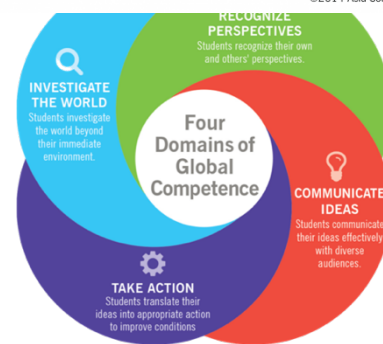 RECOGNIZE
PERSPECTIVES
Students recognize their own
and others' perspectives.
INVESTIGATE
THE WORLD
Students investigate
the world beyond
their immediate
environment.
Four
Domains of
Global
Competence
COMMUNICATE
IDEAS
Students communicate
their ideas effectively
with diverse
audiences.
TAKE ACTION
Students translate their
ideas into appropriate action
to improve conditions